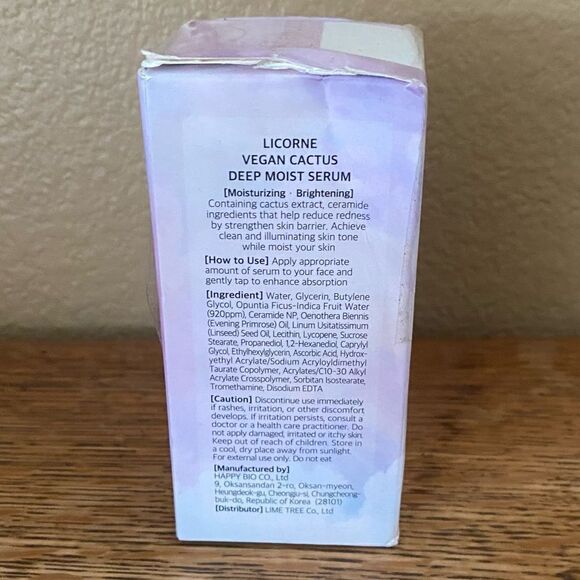 LICORNE
VEGAN CACTUS
DEEP MOIST SERUM
[Moisturizing · Brightening]
Containing cactus extract, ceramide
ingredients that help reduce redness
by strengthen skin barrier, Achieve
clean and illuminating skin tone
while moist your skin
[How to Use] Apply appropriate
amount of serum to your face and
gently tap to enhance absorption
[Ingredient] Water, Glycerin, Butylene
Glycol, Opuntia Ficus-Indica Fruit Water
(920ppm), Ceramide NP, Oenothera Biennis
(Evening Primrose) Oil, Linum Usitatissimum
(Linseed) Seed Oil, Lecithin, Lycopene, Sucrose
Stearate, Propanediol, 1,2-Hexanediol, Caprylyl
Glycol, Ethylhexylglycerin, Ascorbic Acid, Hydrox-
yethyl Acrylate/Sodium Acryloyldimethyl
Taurate Copolymer, Acrylates/C10-30 Alkyl
Acrylate Crosspolymer, Sorbitan Isostearate,
Tromethamine, Disodium EDTA
[Caution] Discontinue use immediately
if rashes, irritation, or other discomfort
develops. If irritation persists, consult a
doctor or a health care practitioner. Do
not apply damaged, irritated or itchy skin.
Keep out of reach of children. Store in
a cool, dry place away from sunlight.
For external use only. Do not eat
[Manufactured by]
HAPPY BIO CO., Ltd
9, Oksansandan 2-ro, Oksan-myeon,
Heungdeok-gu, Cheongju-si, Chungcheong-
buk-do, Republic of Korea (28101)
[Distributor] LIME TREE Co., Ltd